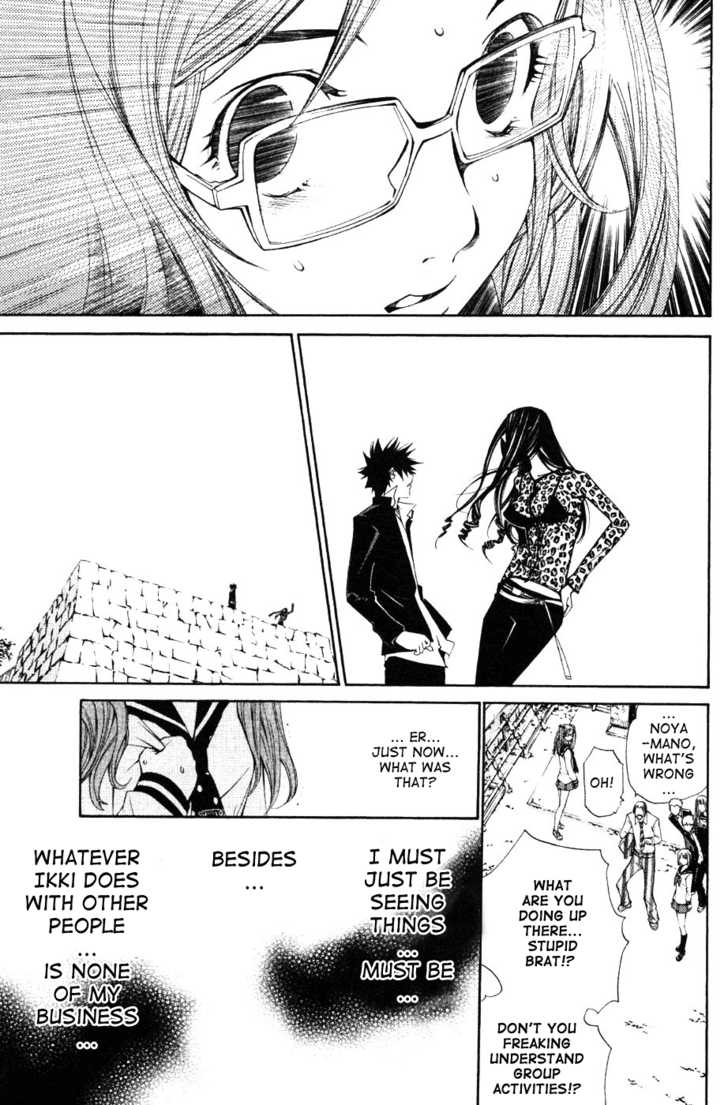 ...
NOYA
-MANO,
WHAT'S
WRONG
...
OH!
WHAT
ARE YOU
DOING UP
THERE...
STUPID
BRAT!?
DON'T YOU
FREAKING
UNDERSTAND
GROUP
ACTIVITIES!?
... ER...
JUST NOW...
WHAT WAS
THAT?
I MUST
JUST BE
SEEING
THINGS
...
MUST BE
...
BESIDES
...
WHATEVER
IKKI DOES
WITH OTHER
PEOPLE
...
IS NONE
OF MY
BUSINESS
...